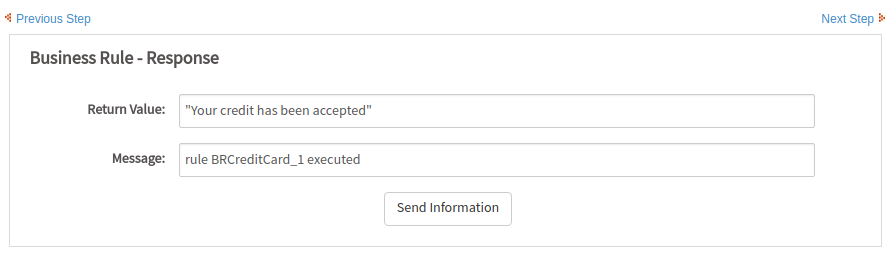 Previous Step
Next Step
Business Rule - Response
Return Value: "Your credit has been accepted"
Message: rule BRCreditCard_1 executed
Send Information